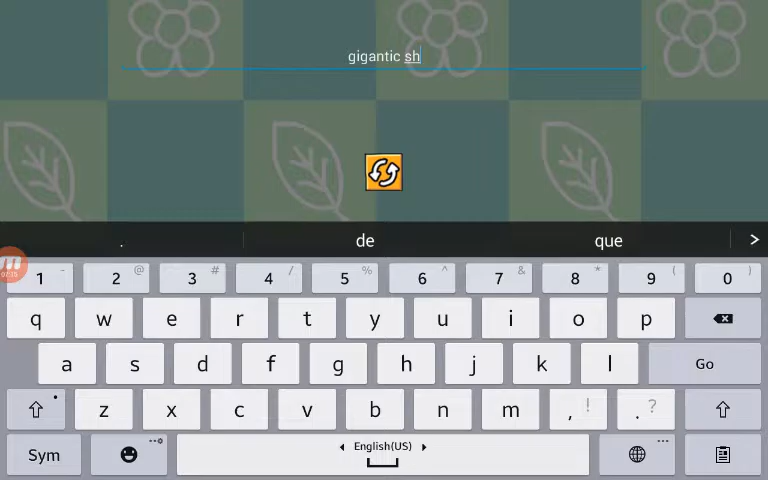 gigantic sh
. de que >
1 - 2 @ 3 # 4 / 5 % 6 ^ 7 & 8 * 9 ( 0 )
q w e r t y u i o p
a s d f g h j k l Go
z x c v b n m , ! . ?
Sym English(US)